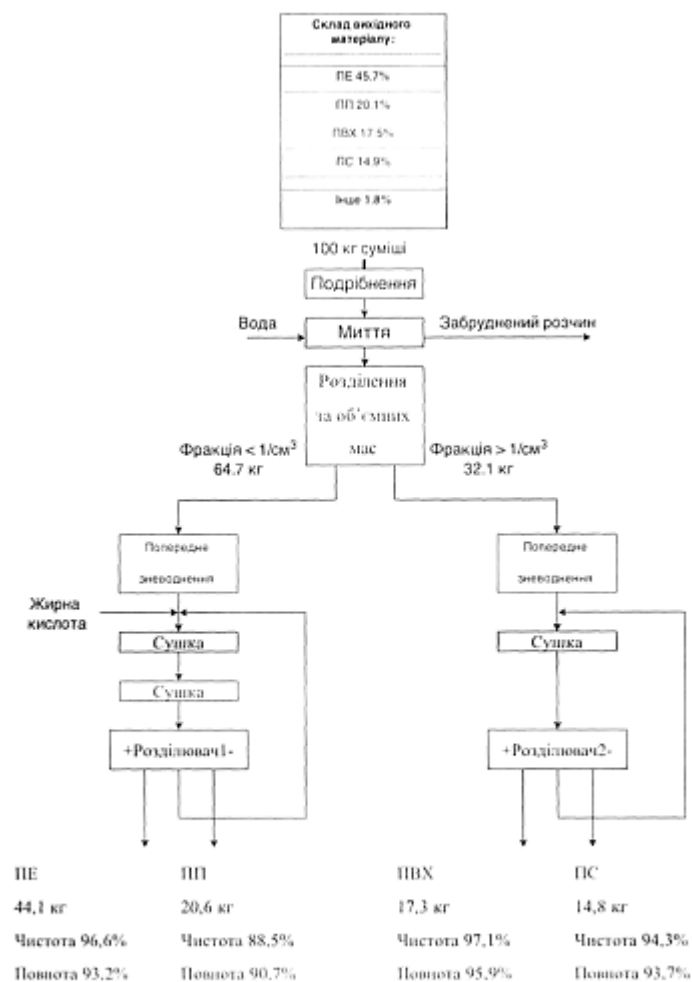 Склад вихідного
матеріалу:
ПЕ 45.7%
ПП 20.1%
ПВХ 17.5%
ПС 14.9%
Інше 1.8%
100 кг суміші
Подрібнення
Вода
Миття
Забруднений розчин
Розділення
та об'ємних
мас
Фракція < 1/см³
64.7 кг
Фракція > 1/см³
32.1 кг
Попереднє
зневоднення
Попереднє
зневоднення
Жирна
кислота
Сушка
Сушка
Сушка
+Розділювач1-
+Розділювач2-
ПЕ ПП ПВХ ПС
44,1 кг 20,6 кг 17,3 кг 14,8 кг
Чистота 96,6% Чистота 88,5% Чистота 97,1% Чистота 94,3%
Повнота 93,2% Повнота 90,7% Повнота 95,9% Повнота 93,7%